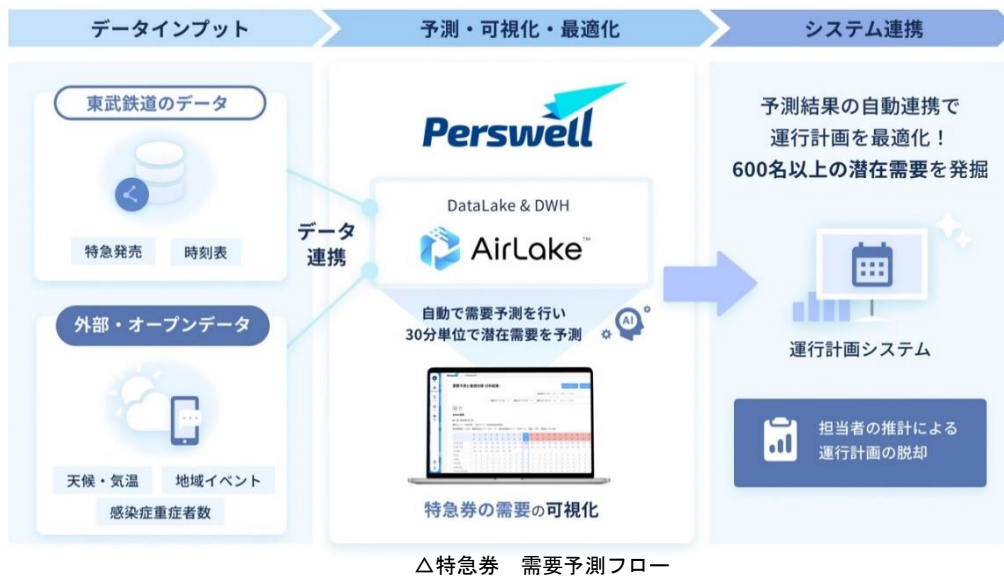 データインプット
予測・可視化・最適化
システム連携
東武鉄道のデータ
特急発売
時刻表
外部・オープンデータ
天候・気温
地域イベント
感染症重症者数
データ
連携
Perswell
DataLake & DWH
AirLake™
自動で需要予測を行い
30分単位で潜在需要を予測
AI
特急券の需要の可視化
予測結果の自動連携で
運行計画を最適化！
600名以上の潜在需要を発掘
運行計画システム
担当者の推計による
運行計画の脱却
△特急券　需要予測フロー